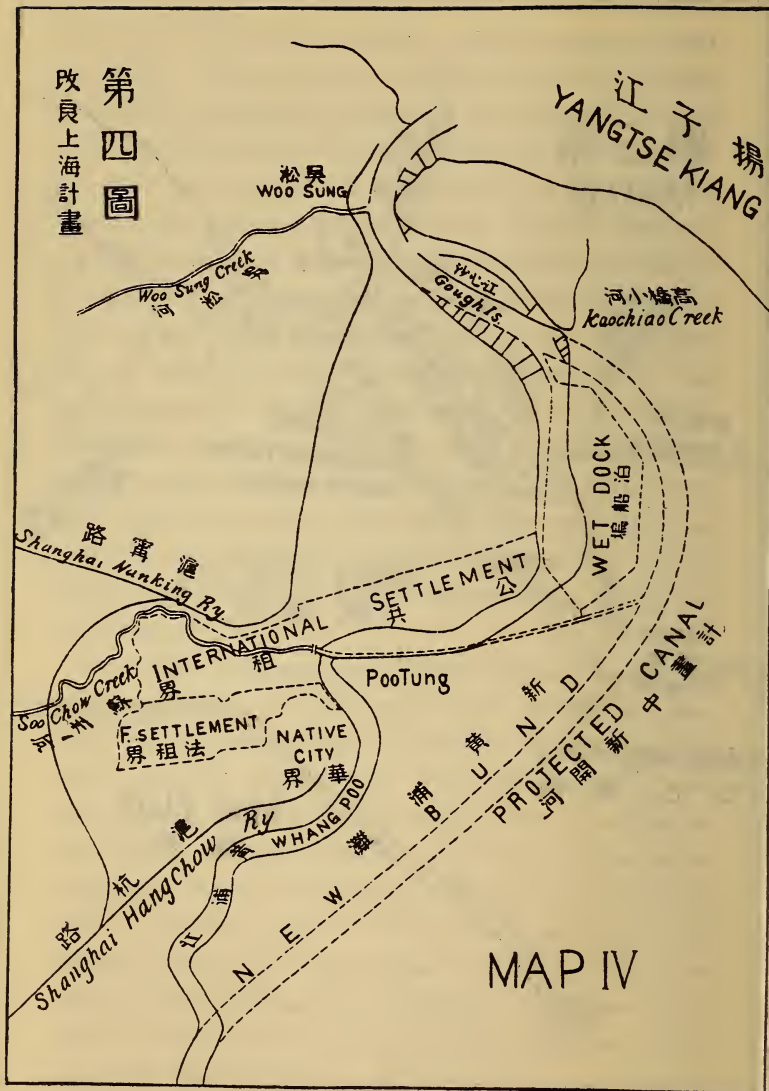 第四圖
改良上海計畫
揚子江
YANGTSE KIANG
吳淞
WOO SUNG
Woo Sung Creek
吳淞河
江心沙
Gough Is.
高橋小河
Kaochiao Creek
WET DOCK
泊船塢
滬甯路
Shanghai Nunking Ry.
INTERNATIONAL SETTLEMENT
公共租界
Soo Chow Creek
蘇州河
PooTung
F. SETTLEMENT
法租界
NATIVE
CITY
華界
滬杭路
Shanghai HangChow Ry
WHANG POO
黃浦江
新黃浦灘
NEW BUND
PROJECTED CANAL
計畫中新開河
MAP IV